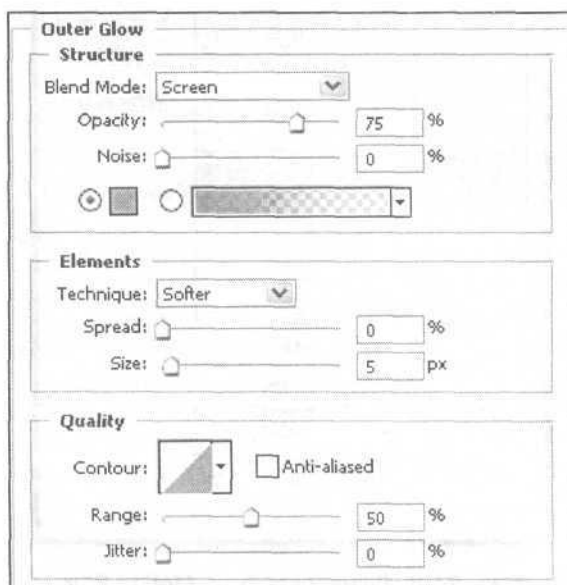 Outer Glow
Structure
Blend Mode: Screen
Opacity: 75 %
Noise: 0 %
Elements
Technique: Softer
Spread: 0 %
Size: 5 px
Quality
Contour: Anti-aliased
Range: 50 %
Jitter: 0 %